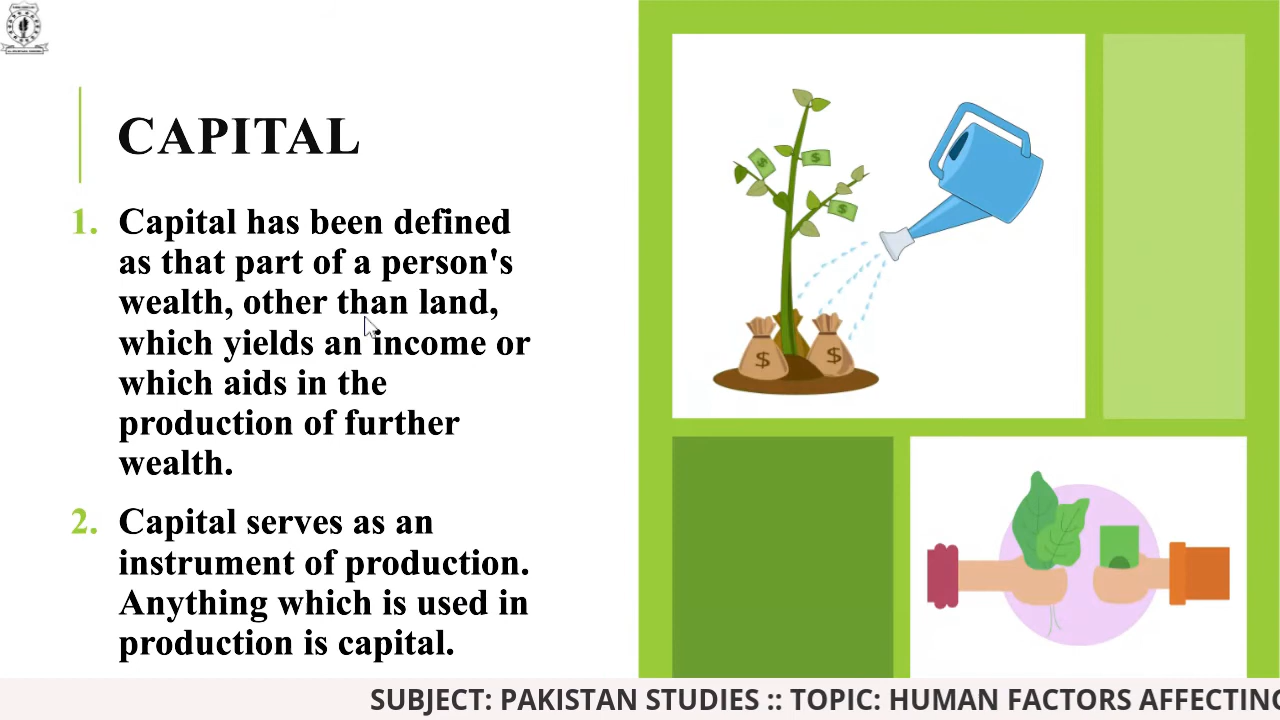 CAPITAL
1. Capital has been defined
as that part of a person's
wealth, other than land,
which yields an income or
which aids in the
production of further
wealth.
2. Capital serves as an
instrument of production.
Anything which is used in
production is capital.
$
$
$
$
$
SUBJECT: PAKISTAN STUDIES :: TOPIC: HUMAN FACTORS AFFECTING